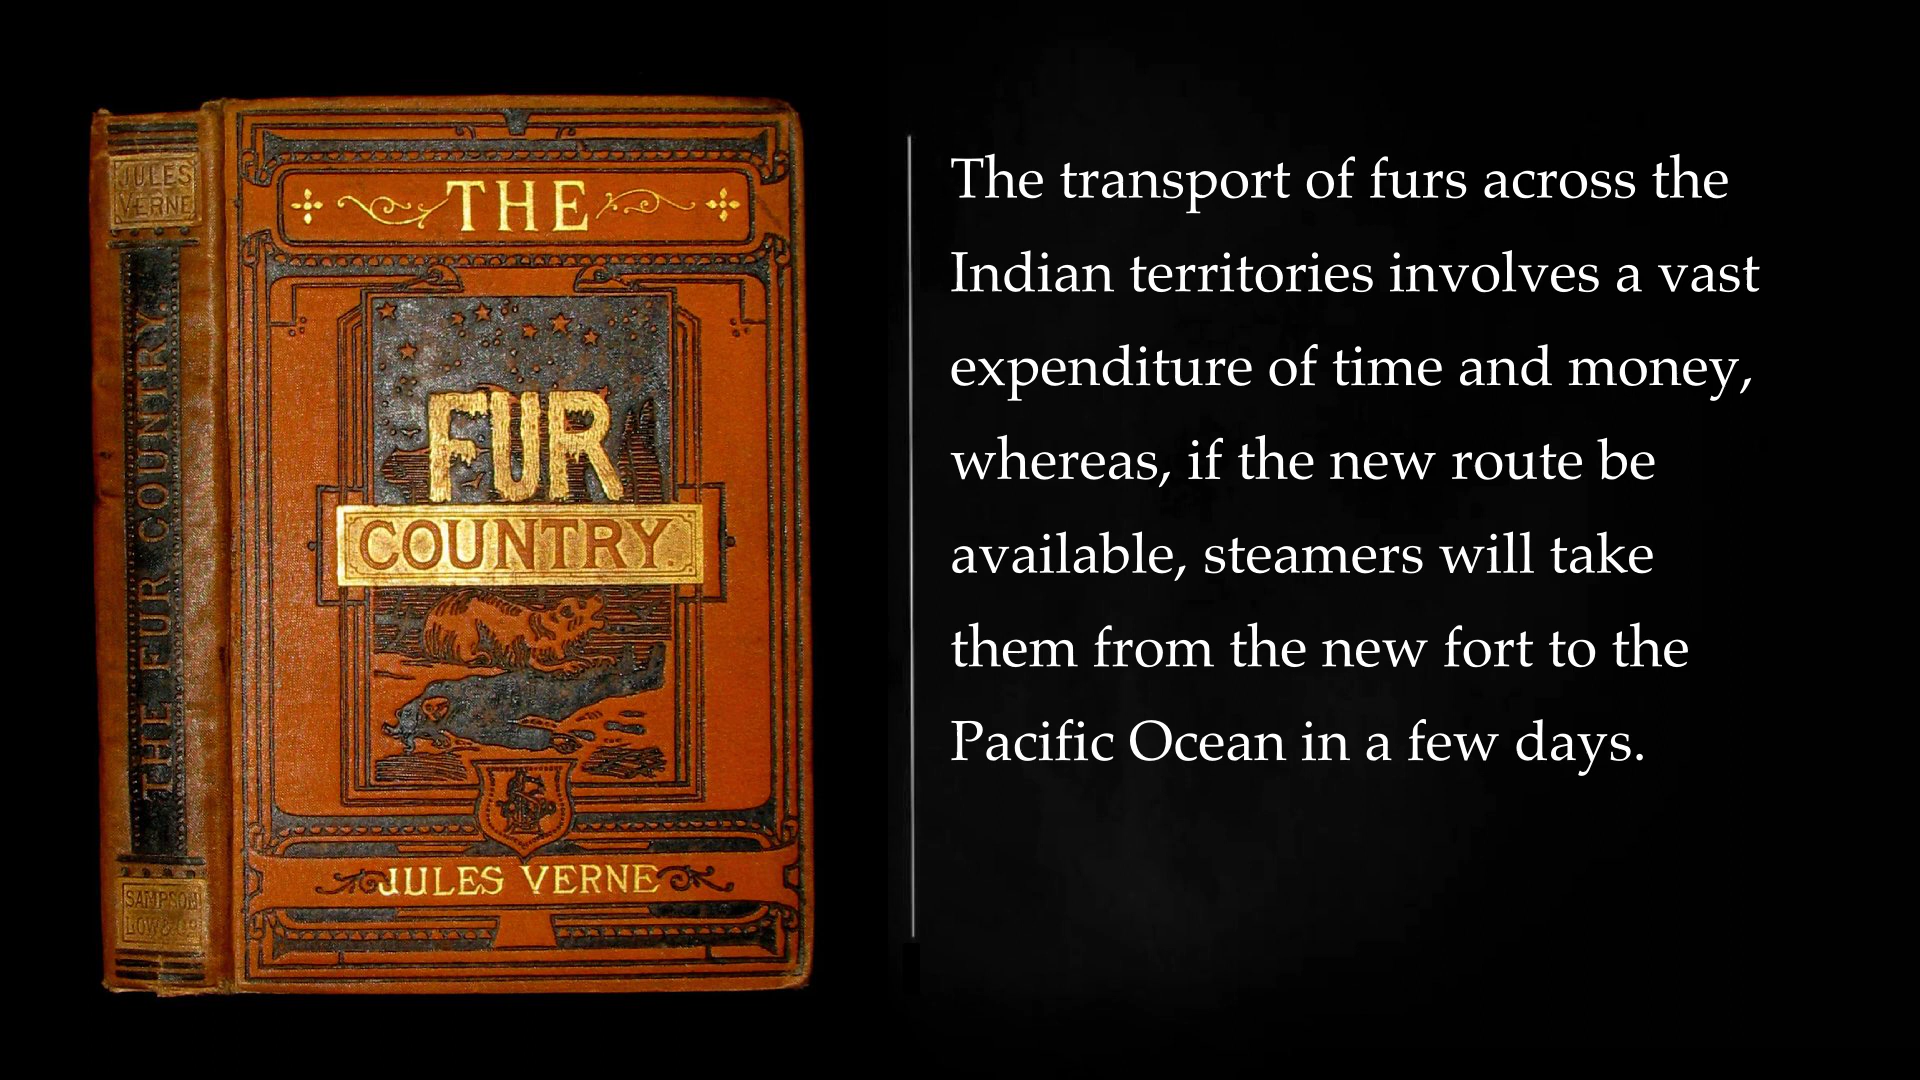 JULES
VERNE
THE FUR COUNTRY.
SAMPSON
LOW & Co
THE
FUR
COUNTRY.
JULES VERNE
The transport of furs across the
Indian territories involves a vast
expenditure of time and money,
whereas, if the new route be
available, steamers will take
them from the new fort to the
Pacific Ocean in a few days.